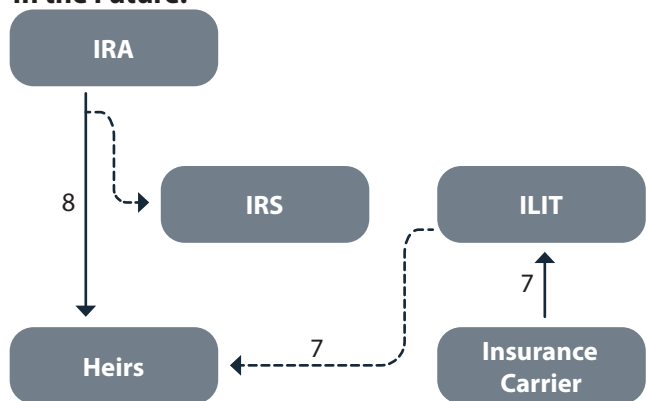 In the Future:
IRA
8
IRS
ILIT
7
7
Heirs
Insurance
Carrier